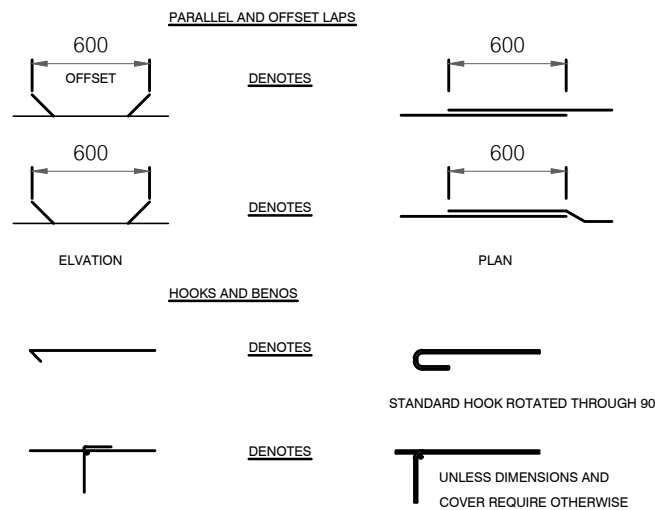 PARALLEL AND OFFSET LAPS
600
600
OFFSET
DENOTES
600
600
DENOTES
ELVATION
PLAN
HOOKS AND BENOS
DENOTES
STANDARD HOOK ROTATED THROUGH 90
DENOTES
UNLESS DIMENSIONS AND
COVER REQUIRE OTHERWISE